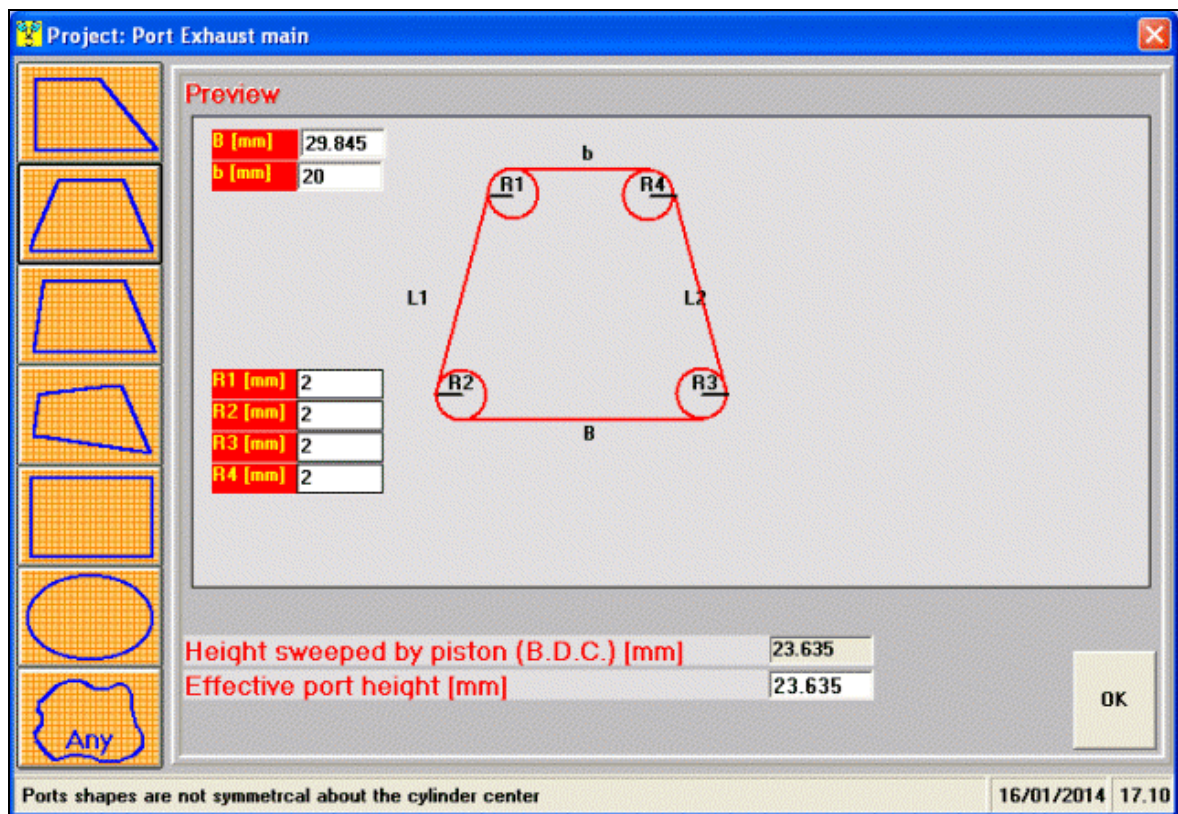 Project: Port Exhaust main
Preview
B [mm] 29.845
b [mm] 20
b
R1 R4
L1 L2
R1 [mm] 2
R2 [mm] 2
R3 [mm] 2
R4 [mm] 2
R2 R3
B
Height sweeped by piston (B.D.C.) [mm] 23.635
Effective port height [mm] 23.635
OK
Any
Ports shapes are not symmetrcal about the cylinder center 16/01/2014 17.10